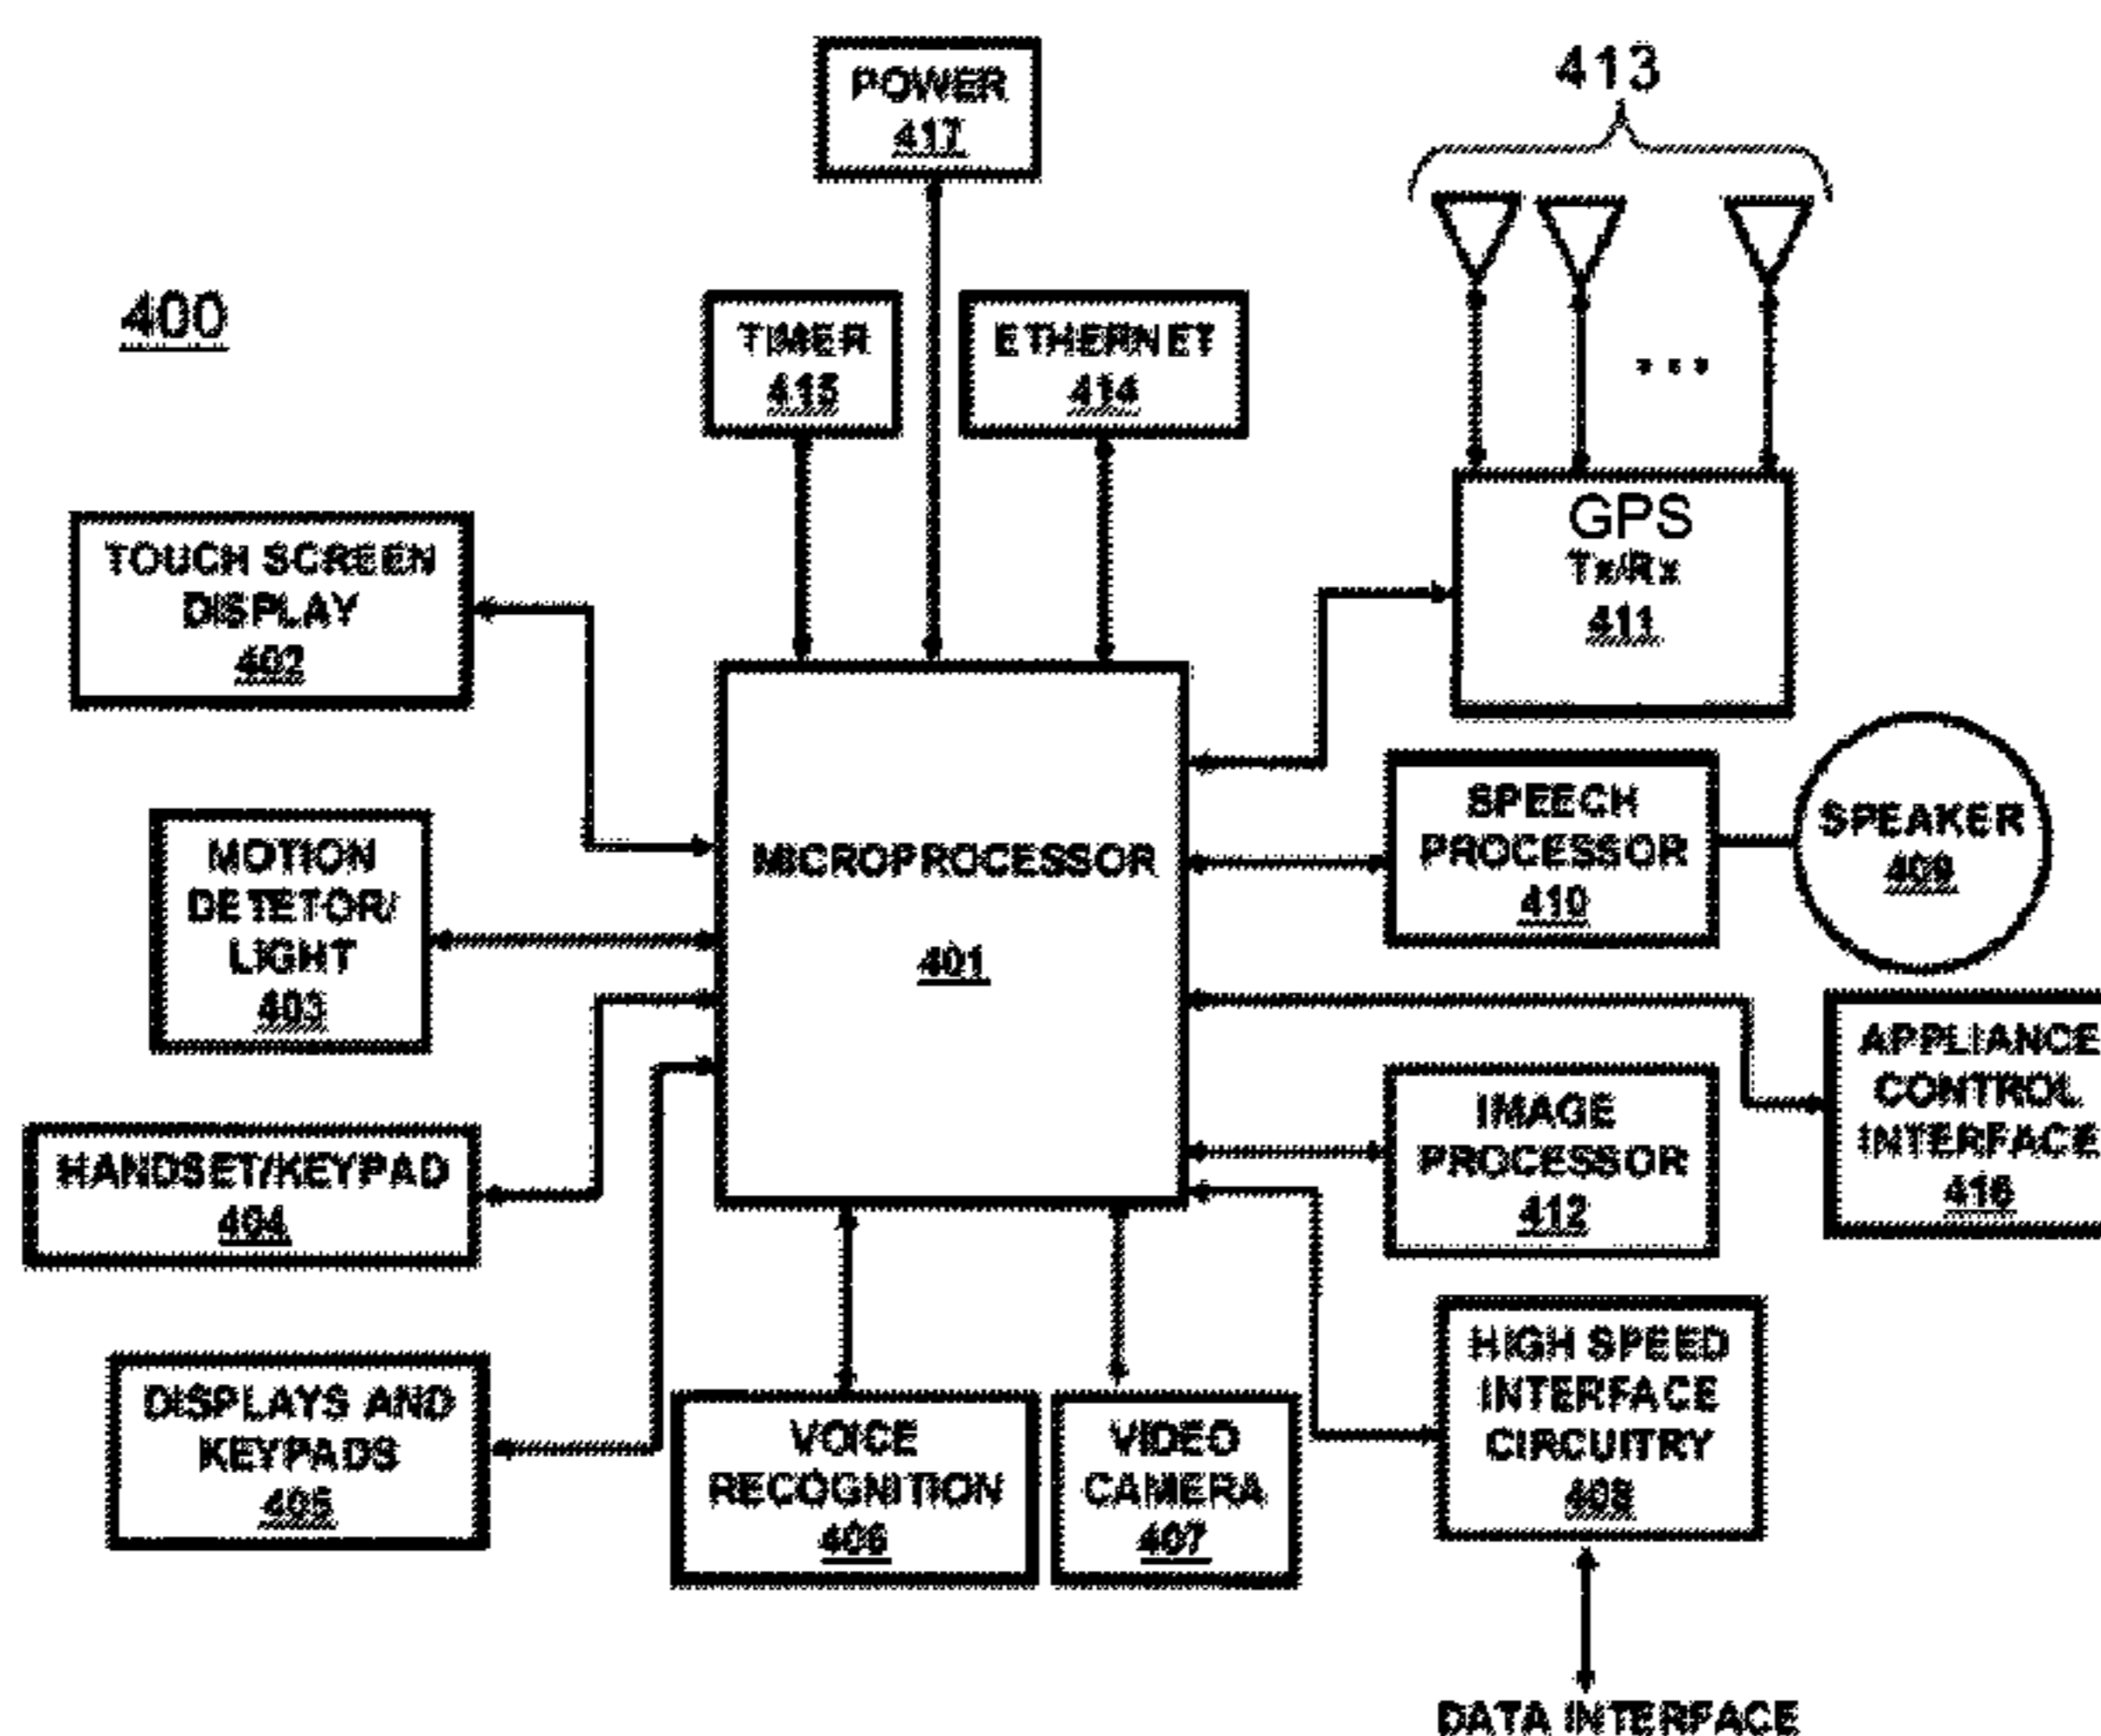 POWER
417
413
400
TIMER
415
ETHERNET
414
TOUCH SCREEN
DISPLAY
402
GPS
Tx/Rx
411
MOTION
DETETOR/
LIGHT
403
MICROPROCESSOR
401
SPEECH
PROCESSOR
410
SPEAKER
409
APPLIANCE
CONTROL
INTERFACE
416
HANDSET/KEYPAD
404
IMAGE
PROCESSOR
412
DISPLAYS AND
KEYPADS
405
VOICE
RECOGNITION
406
VIDEO
CAMERA
407
HIGH SPEED
INTERFACE
CIRCUITRY
408
DATA INTERFACE